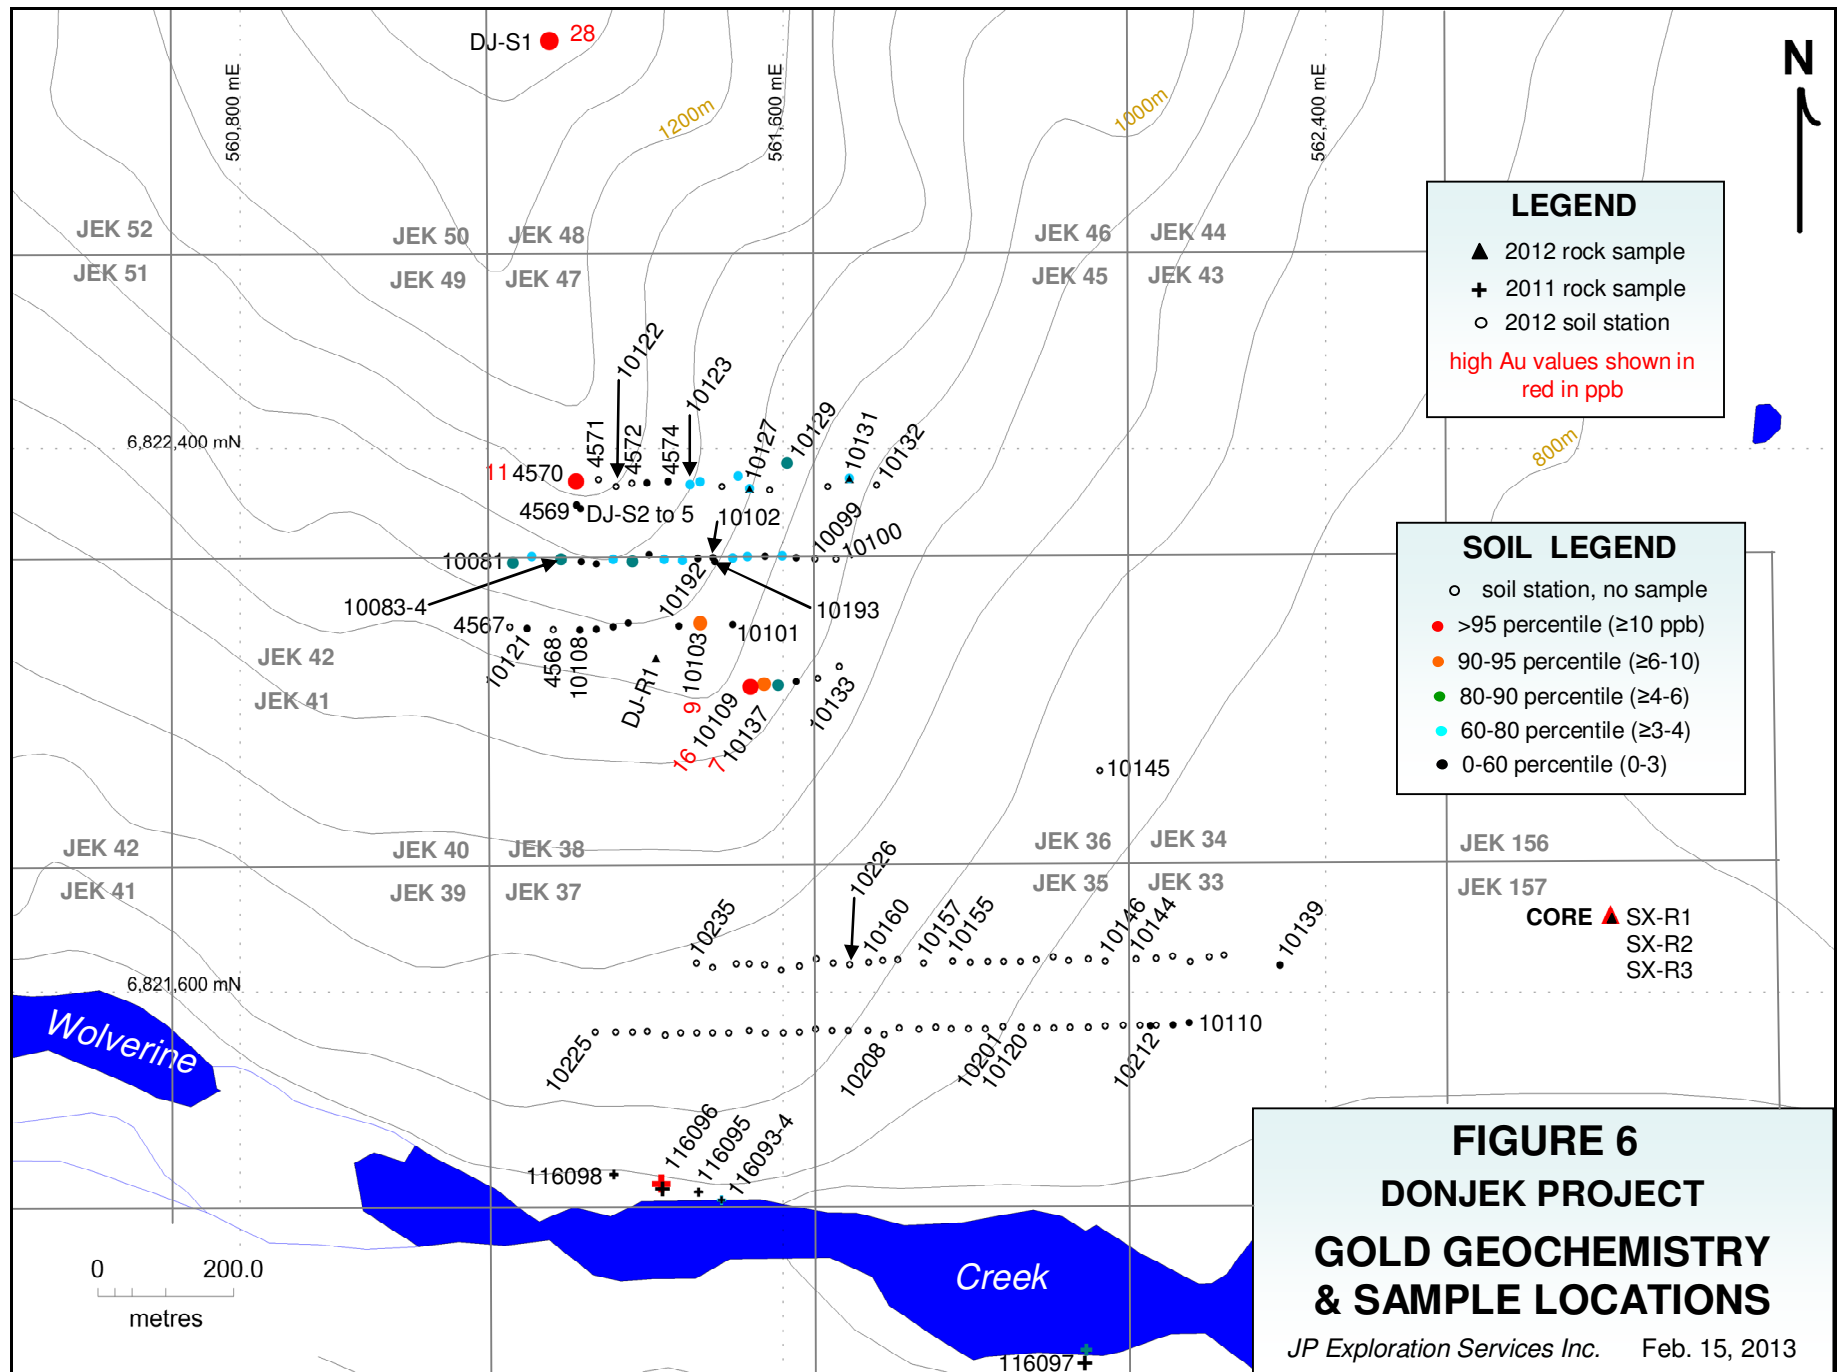 DJ-S1
28
N
560,800 mE
561,600 mE
562,400 mE
1200m
1000m
LEGEND
2012 rock sample
2011 rock sample
2012 soil station
high Au values shown in
red in ppb
JEK 52
JEK 50
JEK 48
JEK 46
JEK 44
JEK 51
JEK 49
JEK 47
JEK 45
JEK 43
10122
10123
6,822,400 mN
11
4570
4571
4572
4574
10127
10129
10131
10132
800m
4569
DJ-S2 to 5
10102
10099
10100
10081
10083-4
10192
10193
SOIL LEGEND
soil station, no sample
>95 percentile (≥10 ppb)
90-95 percentile (≥6-10)
80-90 percentile (≥4-6)
60-80 percentile (≥3-4)
0-60 percentile (0-3)
4567
10121
4568
10108
DJ-R1
9
10103
10101
JEK 42
JEK 41
16
10109
7
10137
10133
10145
JEK 42
JEK 40
JEK 38
JEK 36
JEK 34
JEK 156
JEK 41
JEK 39
JEK 37
JEK 35
JEK 33
JEK 157
10226
10235
10160
10157
10155
10146
10144
10139
CORE
SX-R1
SX-R2
SX-R3
6,821,600 mN
Wolverine
10225
10208
10201
10120
10212
10110
116098
116096
116095
116093-4
0
200.0
metres
Creek
116097
FIGURE 6
DONJEK PROJECT
GOLD GEOCHEMISTRY
& SAMPLE LOCATIONS
JP Exploration Services Inc. Feb. 15, 2013